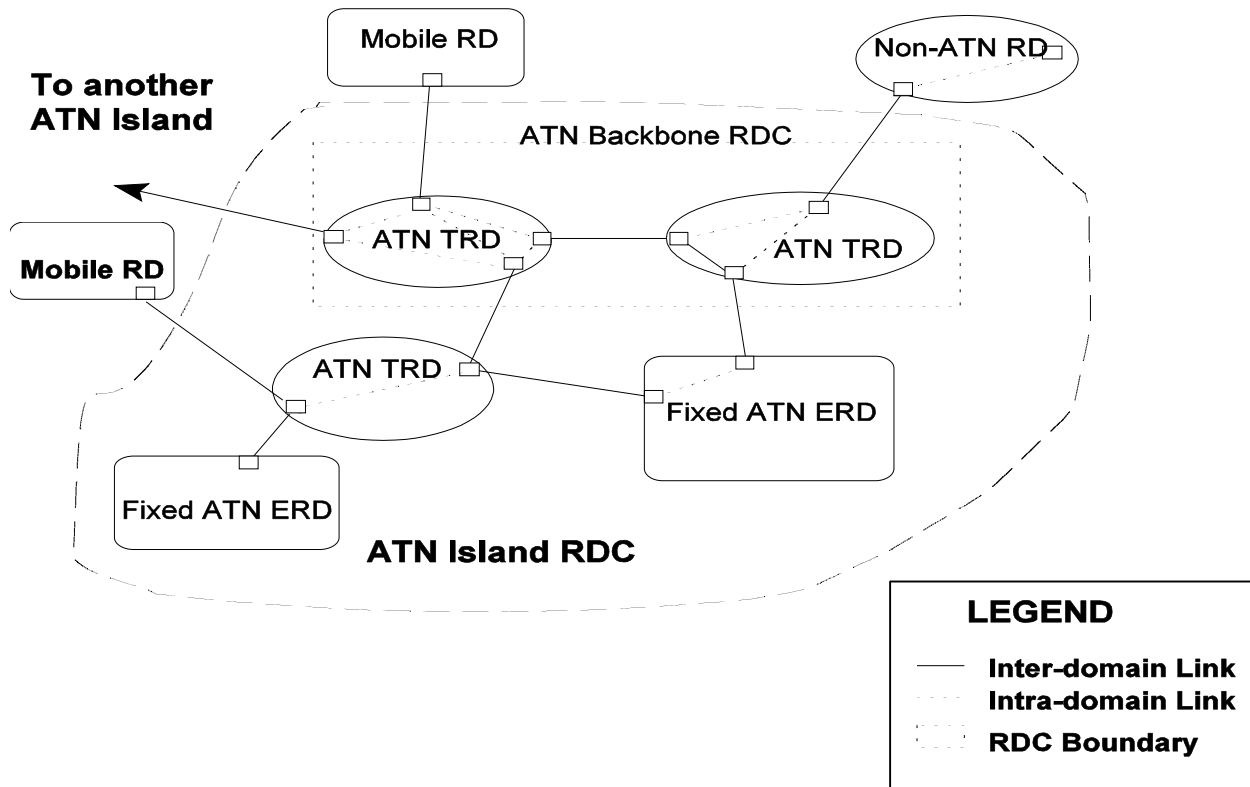 Mobile RD
Non-ATN RD
To another
ATN Island
ATN Backbone RDC
ATN TRD
ATN TRD
Mobile RD
ATN TRD
Fixed ATN ERD
Fixed ATN ERD
ATN Island RDC
LEGEND
Inter-domain Link
Intra-domain Link
RDC Boundary